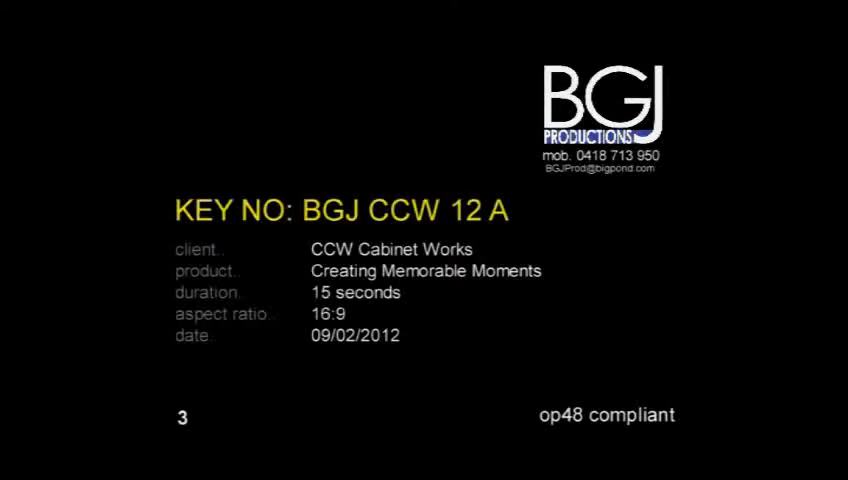 BGJ
PRODUCTIONS
mob. 0418 713 950
BGJProd@bigpond.com
KEY NO: BGJ CCW 12 A
client.. CCW Cabinet Works
product.. Creating Memorable Moments
duration. 15 seconds
aspect ratio.. 16:9
date. 09/02/2012
3 op48 compliant